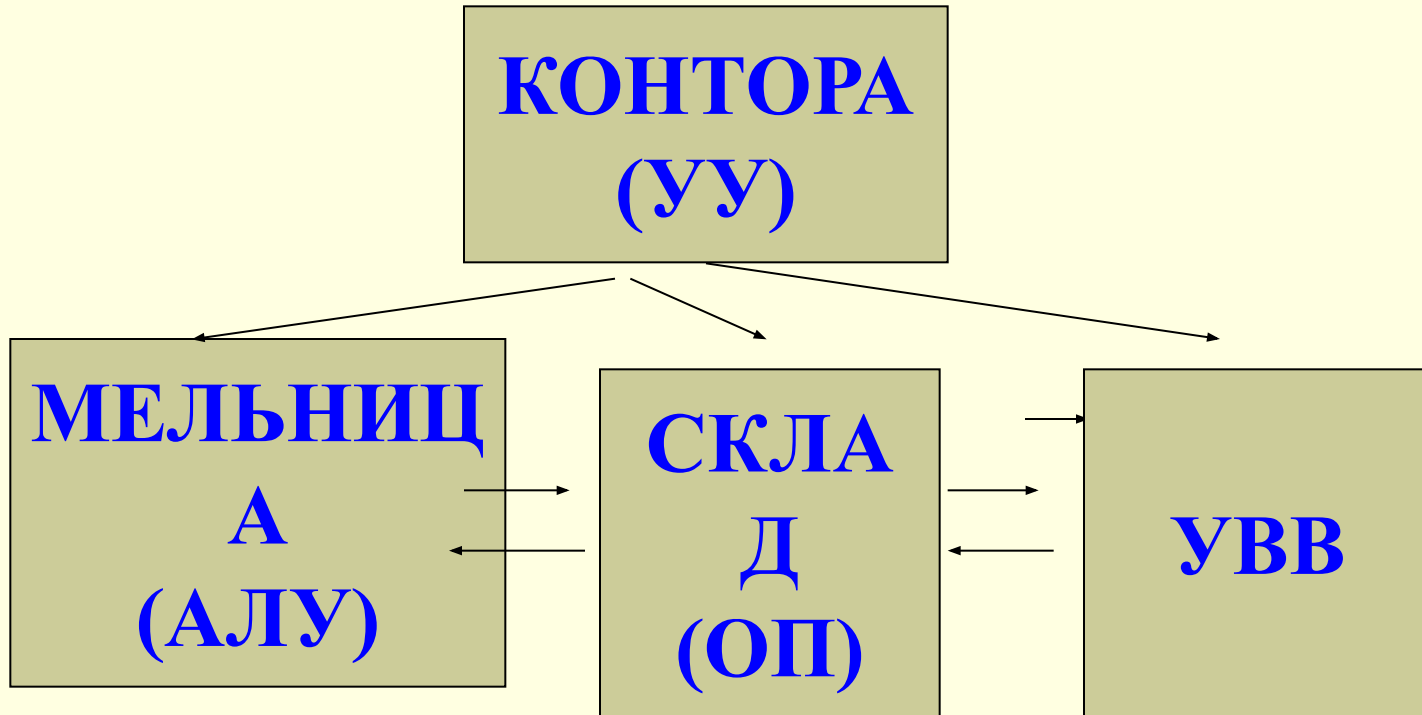 КОНТОРА
(УУ)
МЕЛЬНИЦ
А
(АЛУ)
СКЛА
Д
(ОП)
УВВ